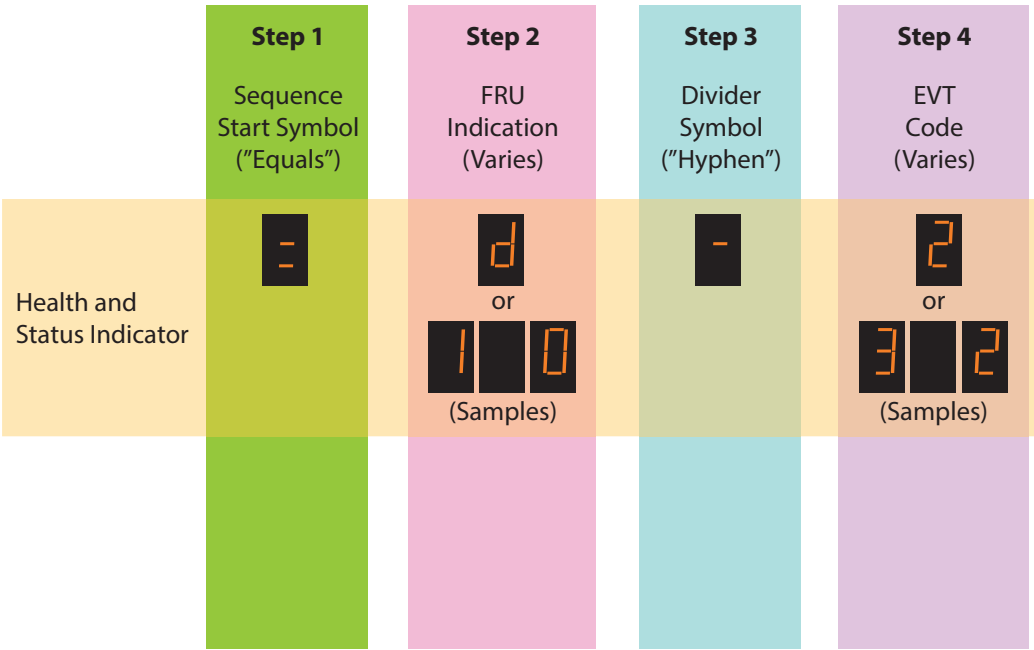 Step 1
Sequence
Start Symbol
(”Equals”)
Step 2
FRU
Indication
(Varies)
Step 3
Divider
Symbol
(”Hyphen”)
Step 4
EVT
Code
(Varies)
Health and
Status Indicator
=
d
or
1 0
(Samples)
-
2
or
3 2
(Samples)